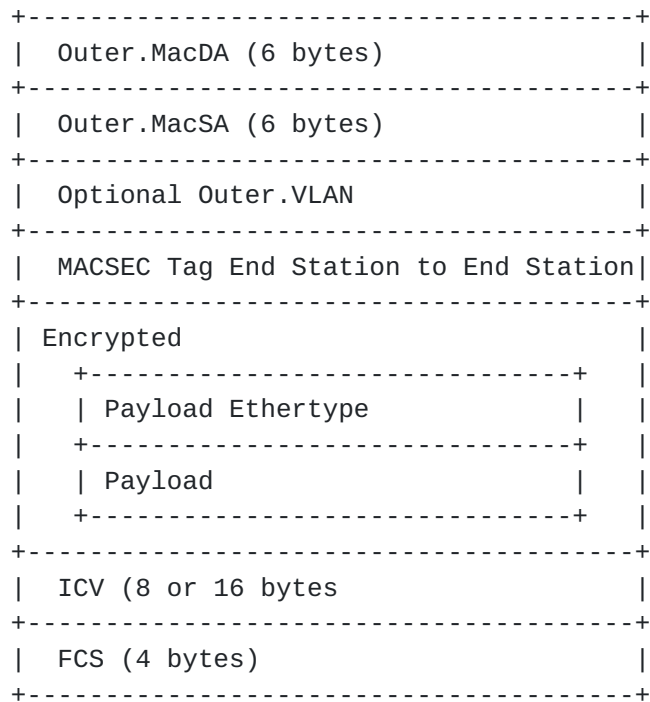 Outer.MacDA (6 bytes)
Outer.MacSA (6 bytes)
Optional Outer.VLAN
MACSEC Tag End Station to End Station
Encrypted
Payload Ethertype
Payload
ICV (8 or 16 bytes
FCS (4 bytes)